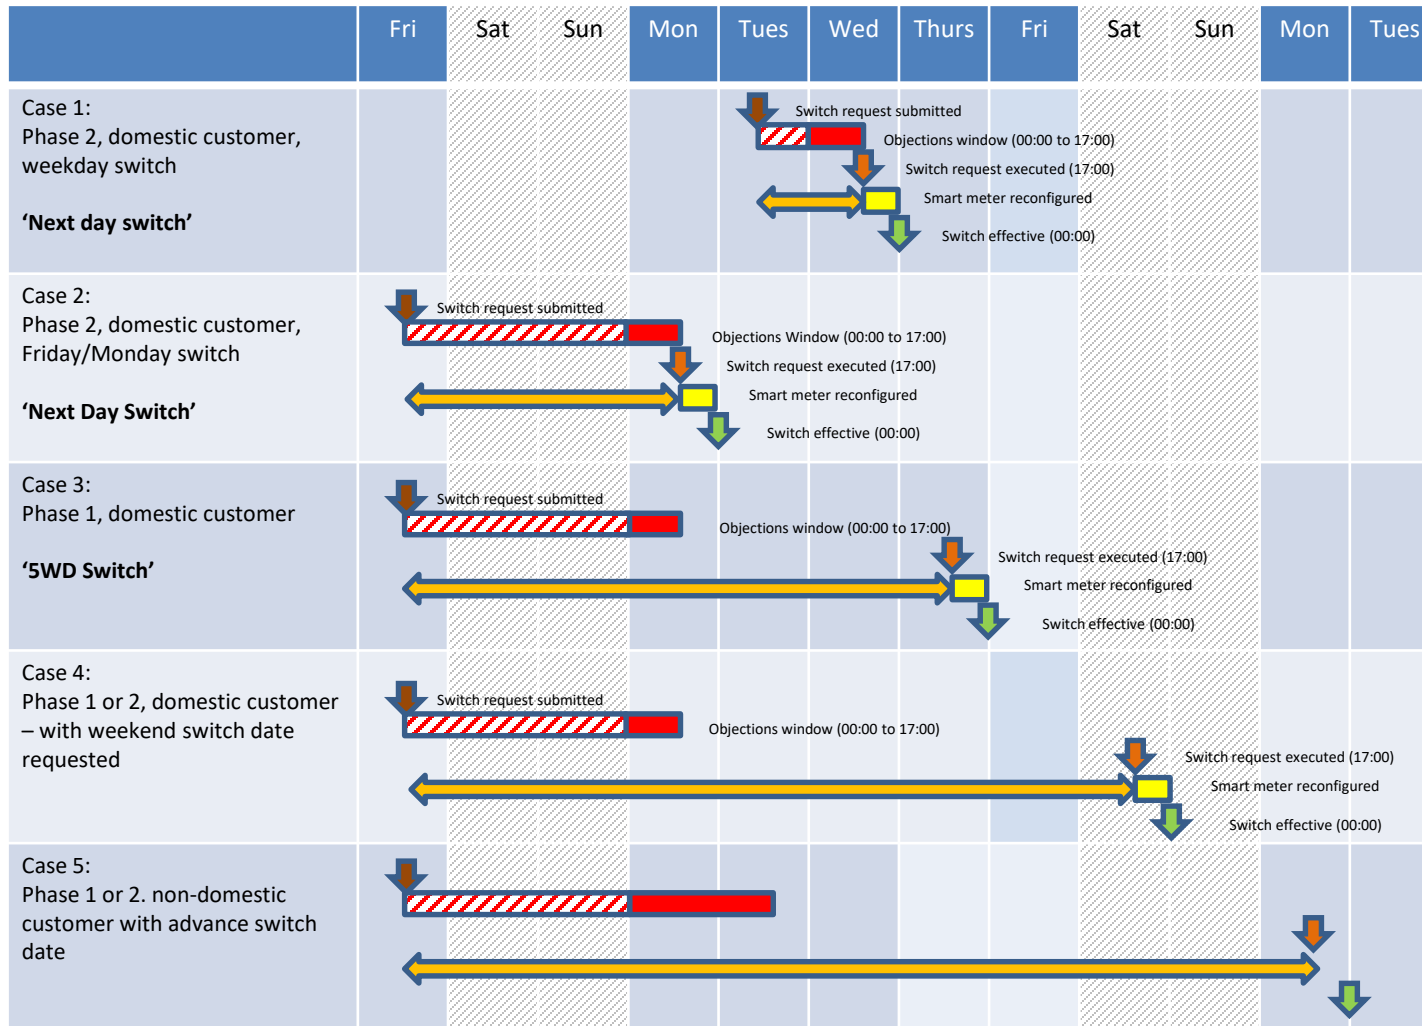 Fri Sat Sun Mon Tues Wed Thurs Fri Sat Sun Mon Tues
Case 1:
Phase 2, domestic customer,
weekday switch
‘Next day switch’
Switch request submitted
Objections window (00:00 to 17:00)
Switch request executed (17:00)
Smart meter reconfigured
Switch effective (00:00)
Case 2:
Phase 2, domestic customer,
Friday/Monday switch
‘Next Day Switch’
Switch request submitted
Objections Window (00:00 to 17:00)
Switch request executed (17:00)
Smart meter reconfigured
Switch effective (00:00)
Case 3:
Phase 1, domestic customer
‘5WD Switch’
Switch request submitted
Objections window (00:00 to 17:00)
Switch request executed (17:00)
Smart meter reconfigured
Switch effective (00:00)
Case 4:
Phase 1 or 2, domestic customer
– with weekend switch date
requested
Switch request submitted
Objections window (00:00 to 17:00)
Switch request executed (17:00)
Smart meter reconfigured
Switch effective (00:00)
Case 5:
Phase 1 or 2. non-domestic
customer with advance switch
date